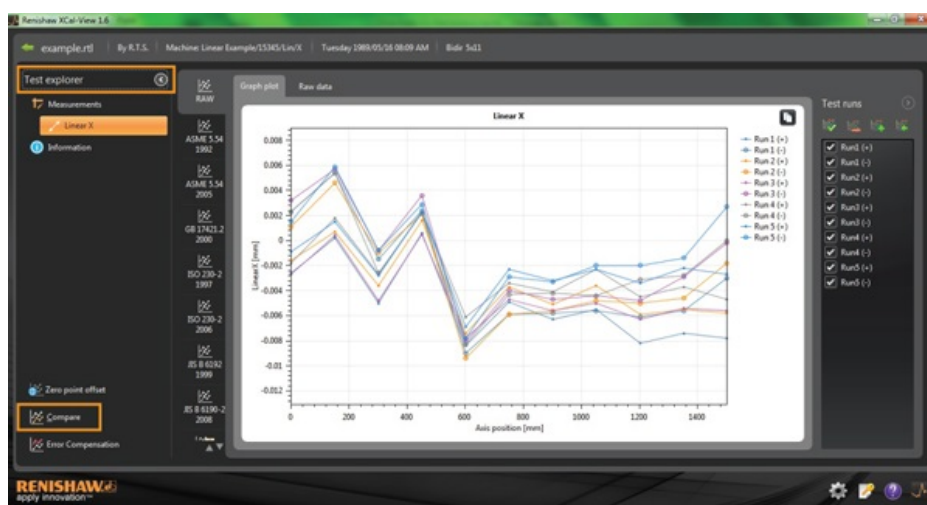 Renishaw XCal-View 1.6
example.rtl
By R.T.S.
Machine: Linear Example/15345/Lin/X
Tuesday 1989/05/16 08:09 AM
Bidir 5x11
Test explorer
Measurements
Linear X
Information
Zero point offset
Compare
Error Compensation
RAW
ASME 5.54
1992
ASME 5.54
2005
GB 17421.2
2000
ISO 230-2
1997
ISO 230-2
2006
JIS B 6192
1999
JIS B 6190-2
2008
Graph plot
Raw data
Linear X
LinearX [mm]
0.008
0.006
0.004
0.002
0
-0.002
-0.004
-0.006
-0.008
-0.01
-0.012
0
200
400
600
800
1000
1200
1400
Axis position [mm]
Run 1 (+)
Run 1 (-)
Run 2 (+)
Run 2 (-)
Run 3 (+)
Run 3 (-)
Run 4 (+)
Run 4 (-)
Run 5 (+)
Run 5 (-)
Test runs
Run1 (+)
Run1 (-)
Run2 (+)
Run2 (-)
Run3 (+)
Run3 (-)
Run4 (+)
Run4 (-)
Run5 (+)
Run5 (-)
RENISHAW
apply innovation™